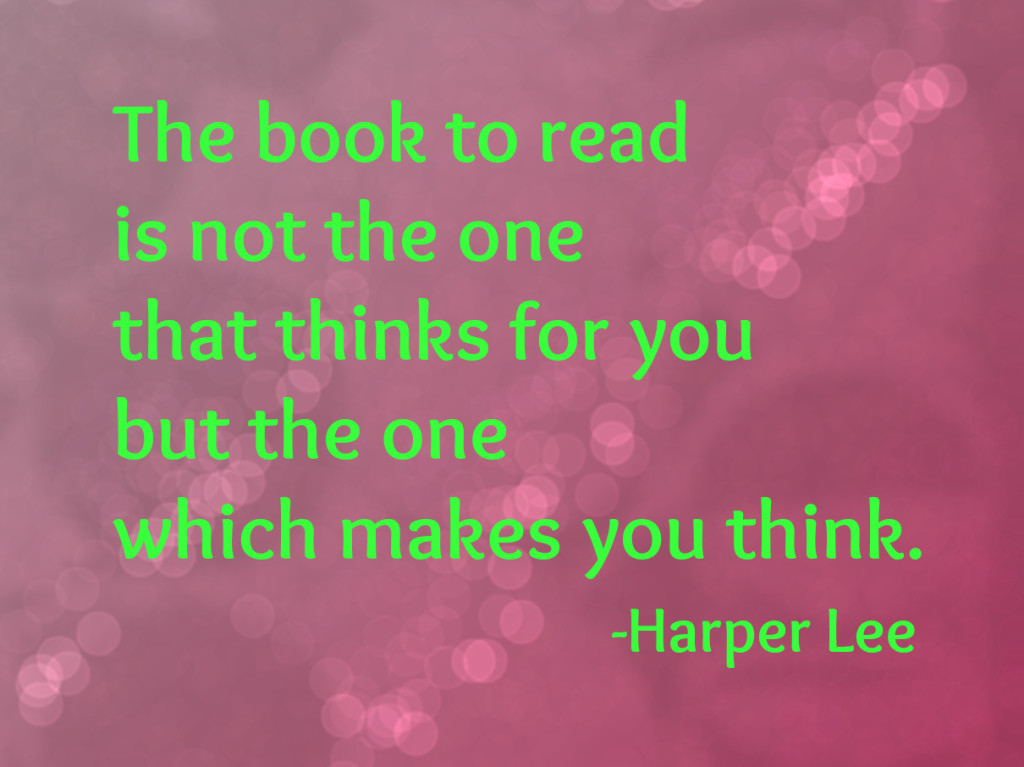 The book to read
is not the one
that thinks for you
but the one
which makes you think.
-Harper Lee